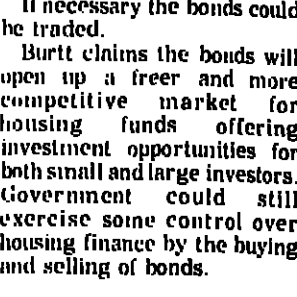 If necessary the bonds could
be traded.
Burtt claims the bonds will
open up a freer and more
competitive market for
housing funds offering
investment opportunities for
both small and large investors.
Government could still
exercise some control over
housing finance by the buying
and selling of bonds.